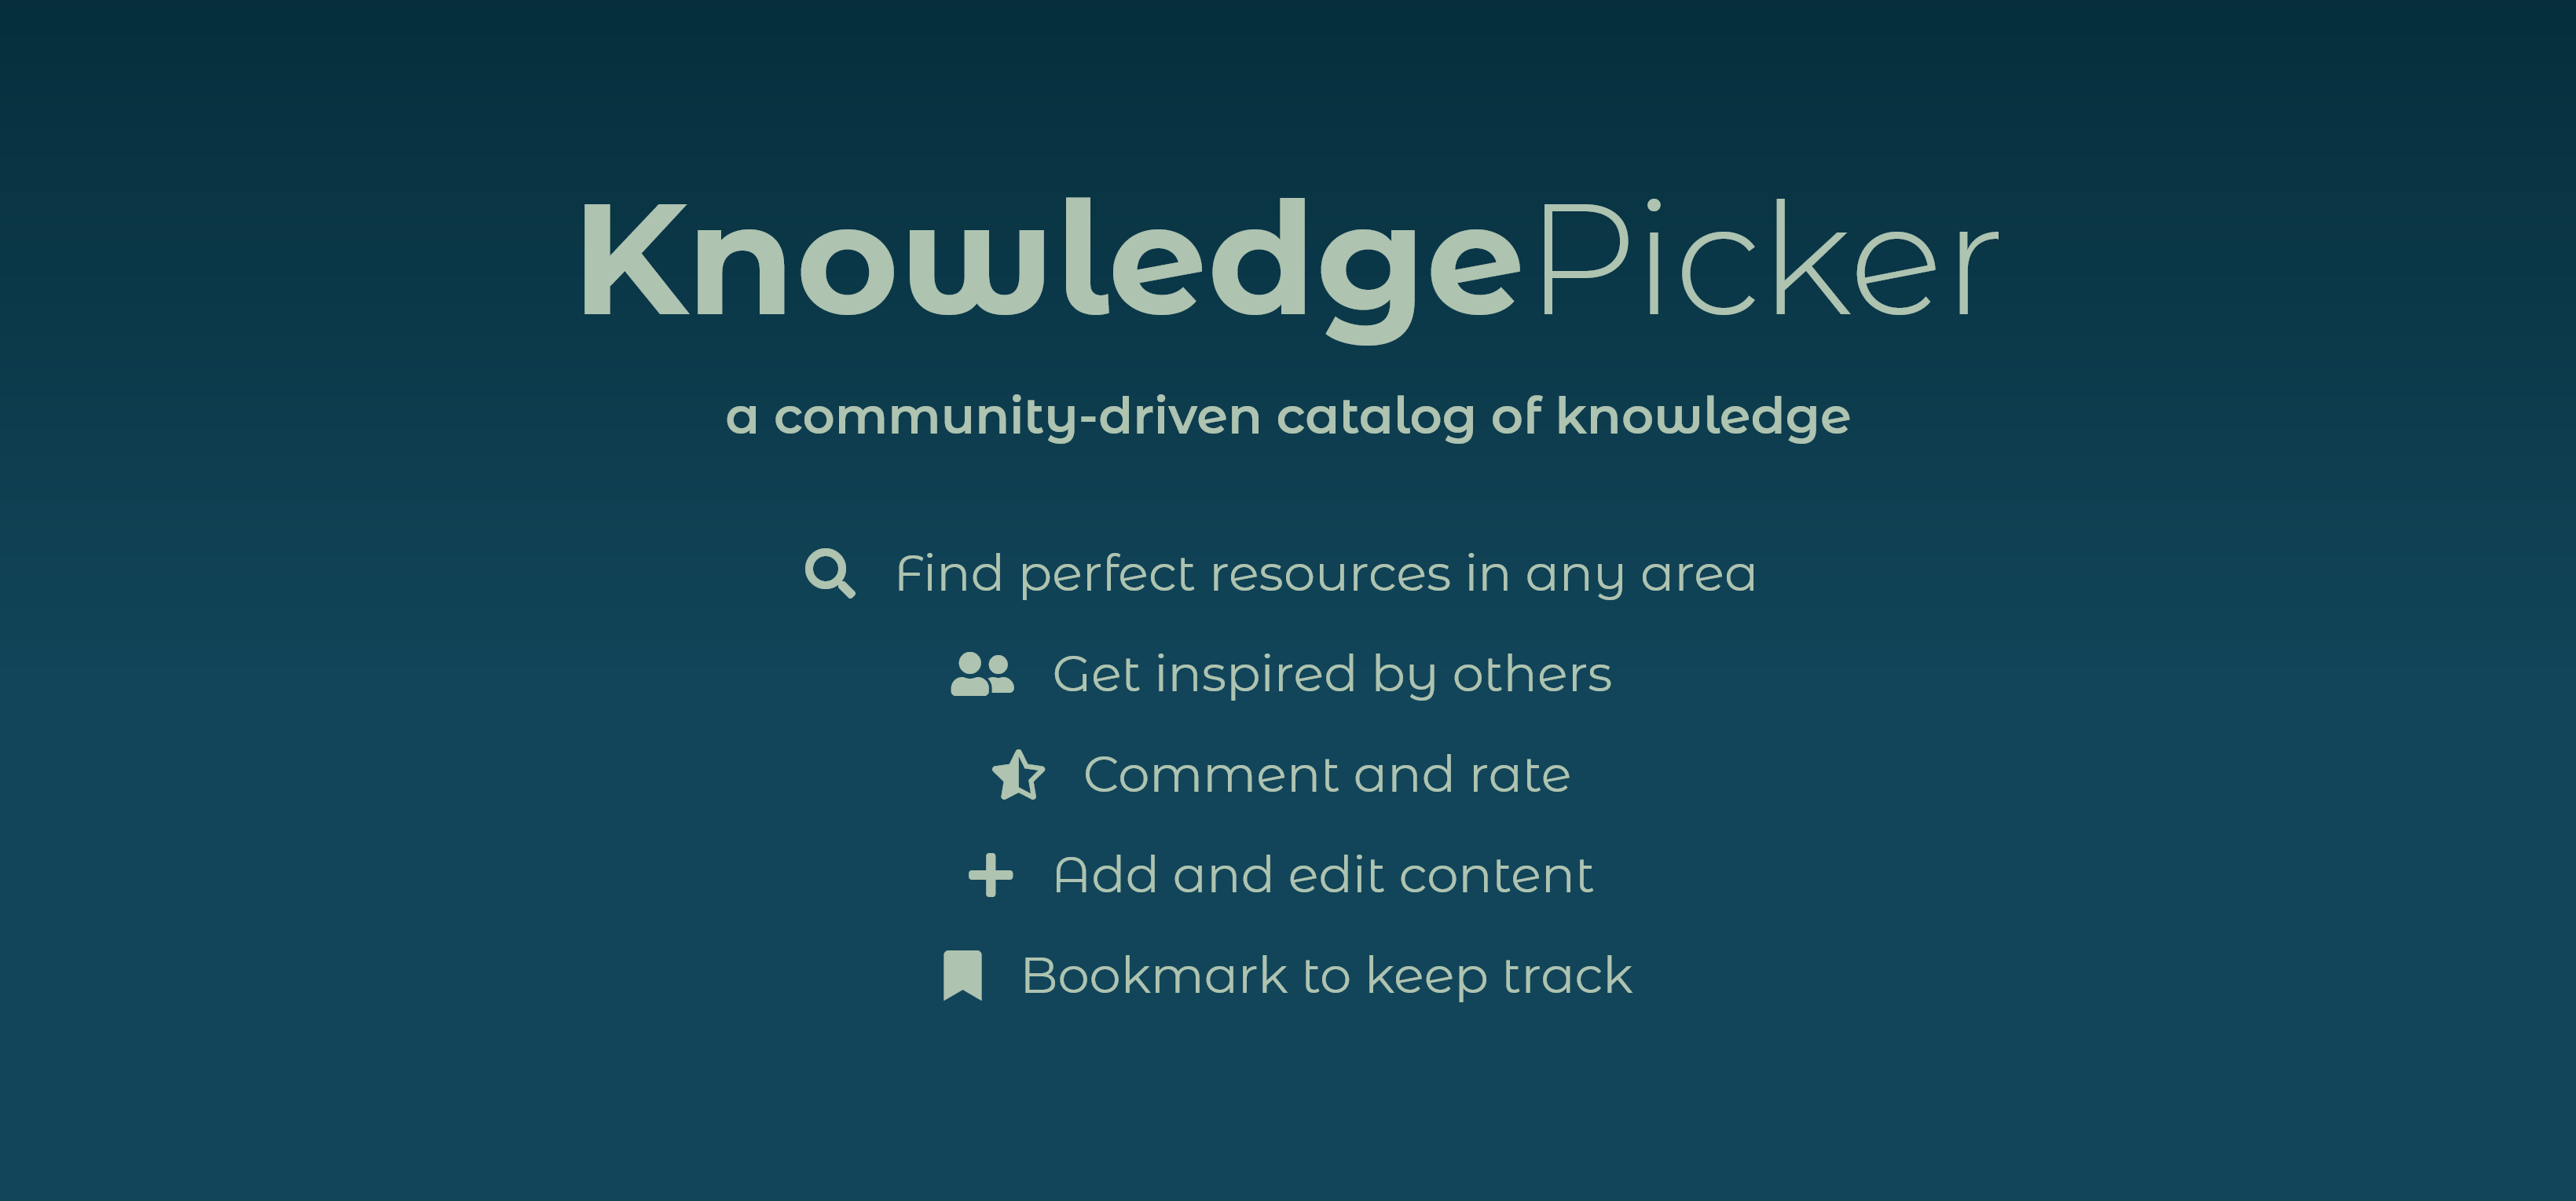 KnowledgePicker
a community-driven catalog of knowledge
Find perfect resources in any area
Get inspired by others
Comment and rate
Add and edit content
Bookmark to keep track